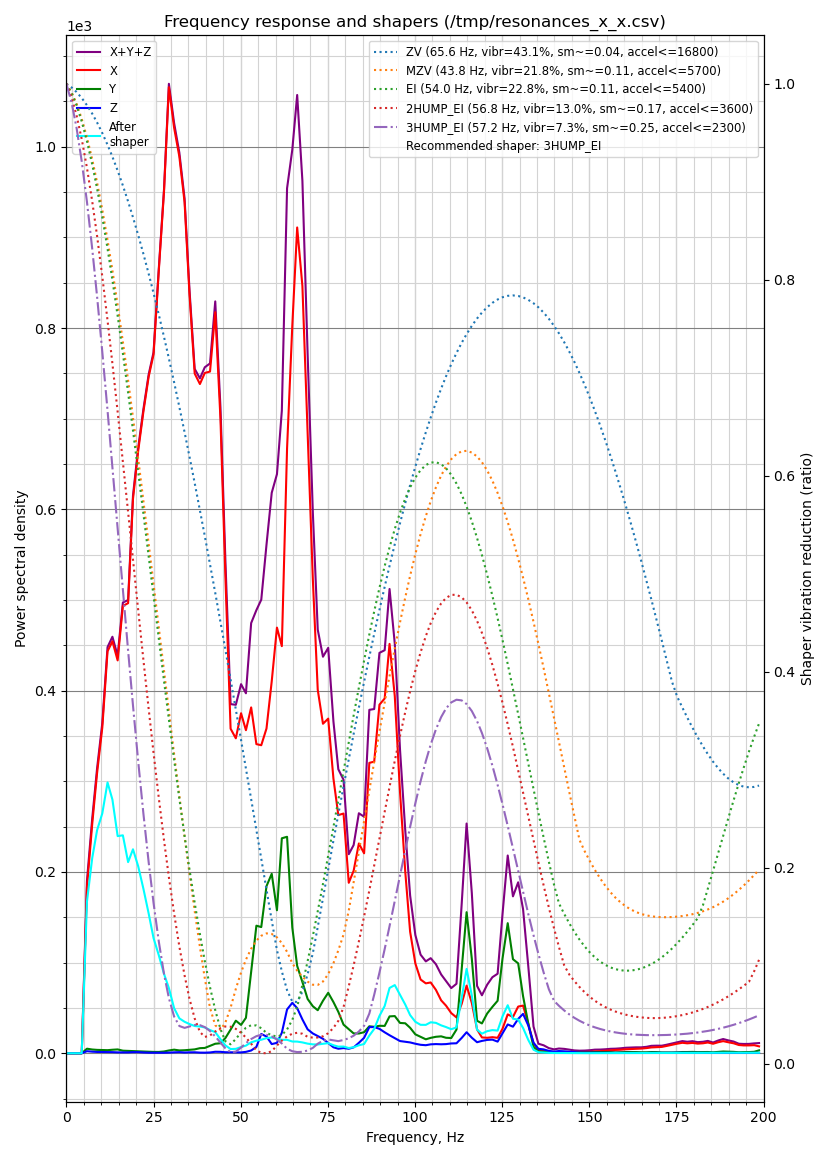 Frequency response and shapers (/tmp/resonances_x_x.csv)
1e3
X+Y+Z
X
Y
Z
After
shaper
ZV (65.6 Hz, vibr=43.1%, sm~=0.04, accel<=16800)
MZV (43.8 Hz, vibr=21.8%, sm~=0.11, accel<=5700)
EI (54.0 Hz, vibr=22.8%, sm~=0.11, accel<=5400)
2HUMP_EI (56.8 Hz, vibr=13.0%, sm~=0.17, accel<=3600)
3HUMP_EI (57.2 Hz, vibr=7.3%, sm~=0.25, accel<=2300)
Recommended shaper: 3HUMP_EI
Power spectral density
1.0
0.8
0.6
0.4
0.2
0.0
1.0
0.8
0.6
0.4
0.2
0.0
Shaper vibration reduction (ratio)
0 25 50 75 100 125 150 175 200
Frequency, Hz